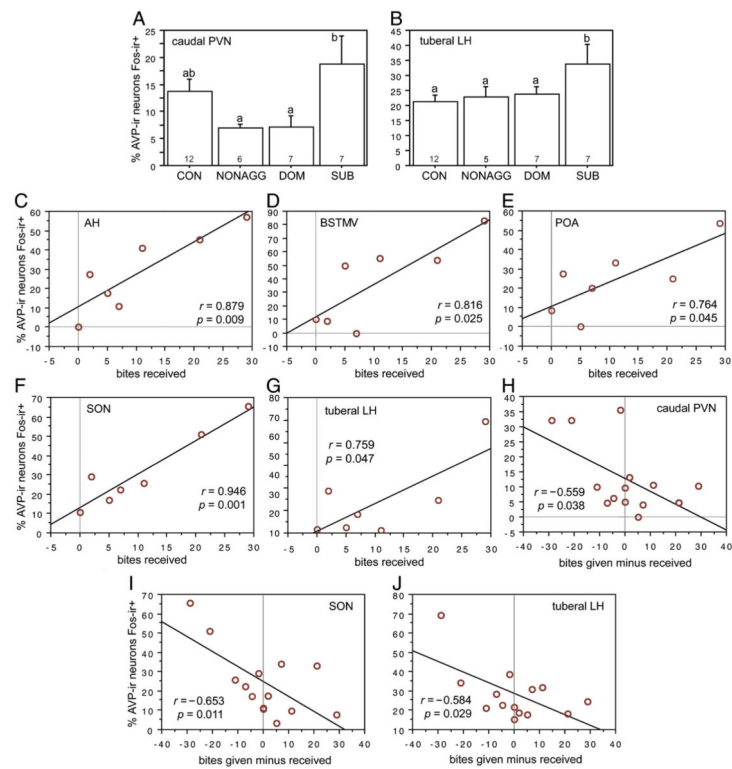 A
caudal PVN
% AVP-ir neurons Fos-ir+
25
20
15
10
5
0
ab
a
a
b
12
6
7
7
CON NONAGG DOM SUB
B
tuberal LH
45
40
35
30
25
20
15
10
5
0
a
a
a
b
12
5
7
7
CON NONAGG DOM SUB
C
AH
% AVP-ir neurons Fos-ir+
60
50
40
30
20
10
0
-10
r = 0.879
p = 0.009
-5 0 5 10 15 20 25 30
bites received
D
BSTMV
90
80
70
60
50
40
30
20
10
0
-10
r = 0.816
p = 0.025
-5 0 5 10 15 20 25 30
bites received
E
POA
60
50
40
30
20
10
0
-10
r = 0.764
p = 0.045
-5 0 5 10 15 20 25 30
bites received
F
SON
% AVP-ir neurons Fos-ir+
70
60
50
40
30
20
10
0
r = 0.946
p = 0.001
-5 0 5 10 15 20 25 30
bites received
G
tuberal LH
80
70
60
50
40
30
20
10
r = 0.759
p = 0.047
-5 0 5 10 15 20 25 30
bites received
H
caudal PVN
40
35
30
25
20
15
10
5
0
-5
r = −0.559
p = 0.038
-40 -30 -20 -10 0 10 20 30 40
bites given minus received
I
SON
% AVP-ir neurons Fos-ir+
70
60
50
40
30
20
10
0
r = −0.653
p = 0.011
-40 -30 -20 -10 0 10 20 30 40
bites given minus received
J
tuberal LH
80
70
60
50
40
30
20
10
r = −0.584
p = 0.029
-40 -30 -20 -10 0 10 20 30 40
bites given minus received